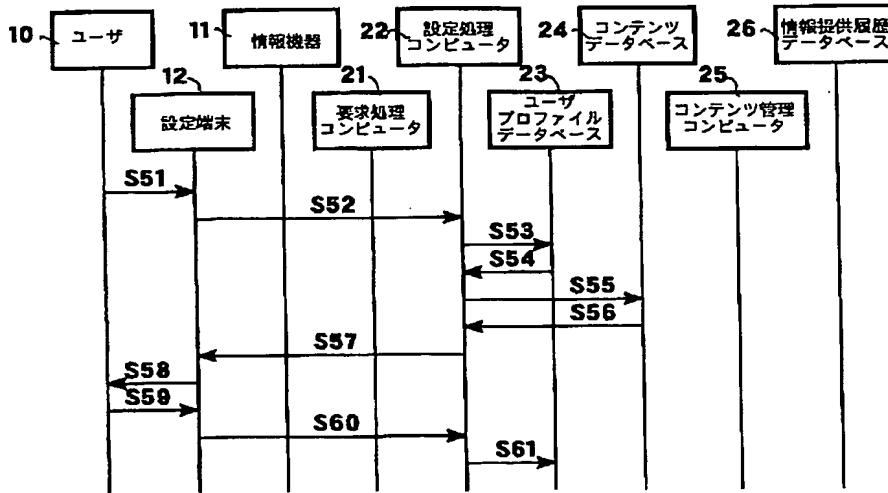 10
ユーザ
11
情報機器
22
設定処理
コンピュータ
24
コンテンツ
データベース
26
情報提供履歴
データベース
12
設定端末
21
要求処理
コンピュータ
23
ユーザ
プロファイル
データベース
25
コンテンツ管理
コンピュータ
S51
S52
S53
S54
S55
S56
S57
S58
S59
S60
S61